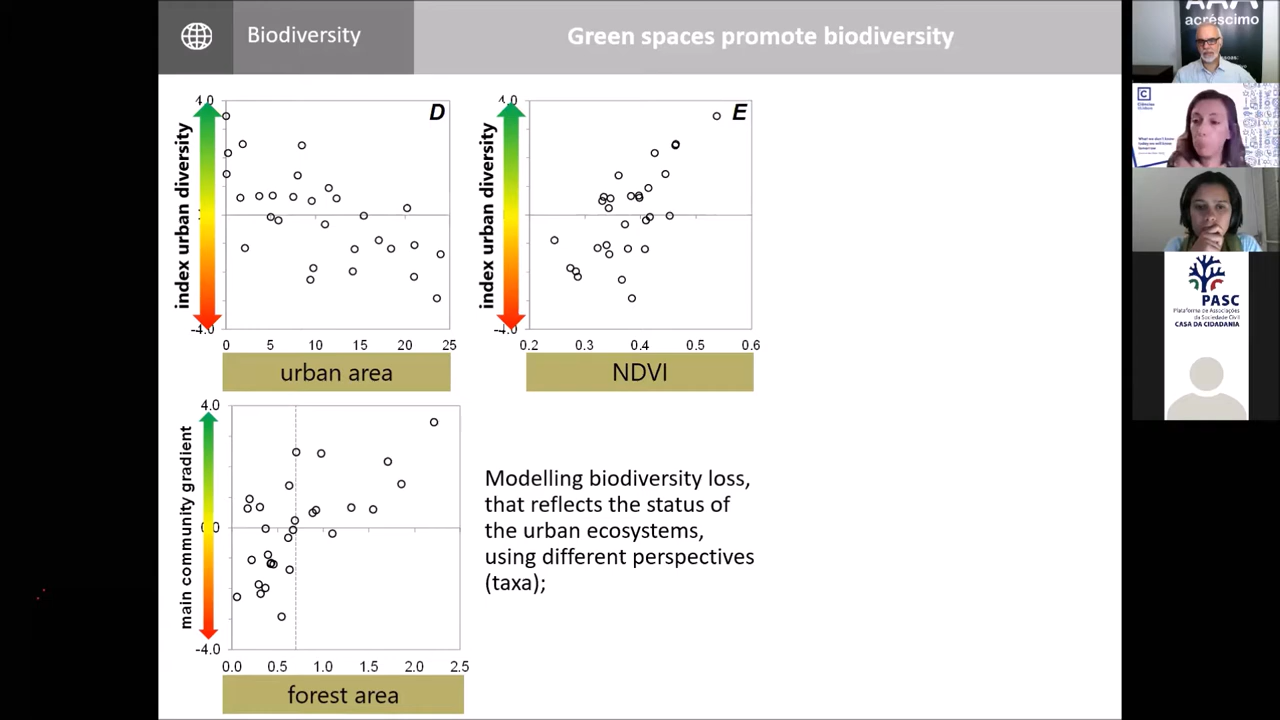 Biodiversity
Green spaces promote biodiversity
4.0
D
index urban diversity
-4.0
0 5 10 15 20 25
urban area
4.0
E
index urban diversity
-4.0
0.2 0.3 0.4 0.5 0.6
NDVI
4.0
main community gradient
0.0
-4.0
0.0 0.5 1.0 1.5 2.0 2.5
forest area
Modelling biodiversity loss,
that reflects the status of
the urban ecosystems,
using different perspectives
(taxa);
acréscimo
PASC
Plataforma de Associações
da Sociedade Civil
CASA DA CIDADANIA